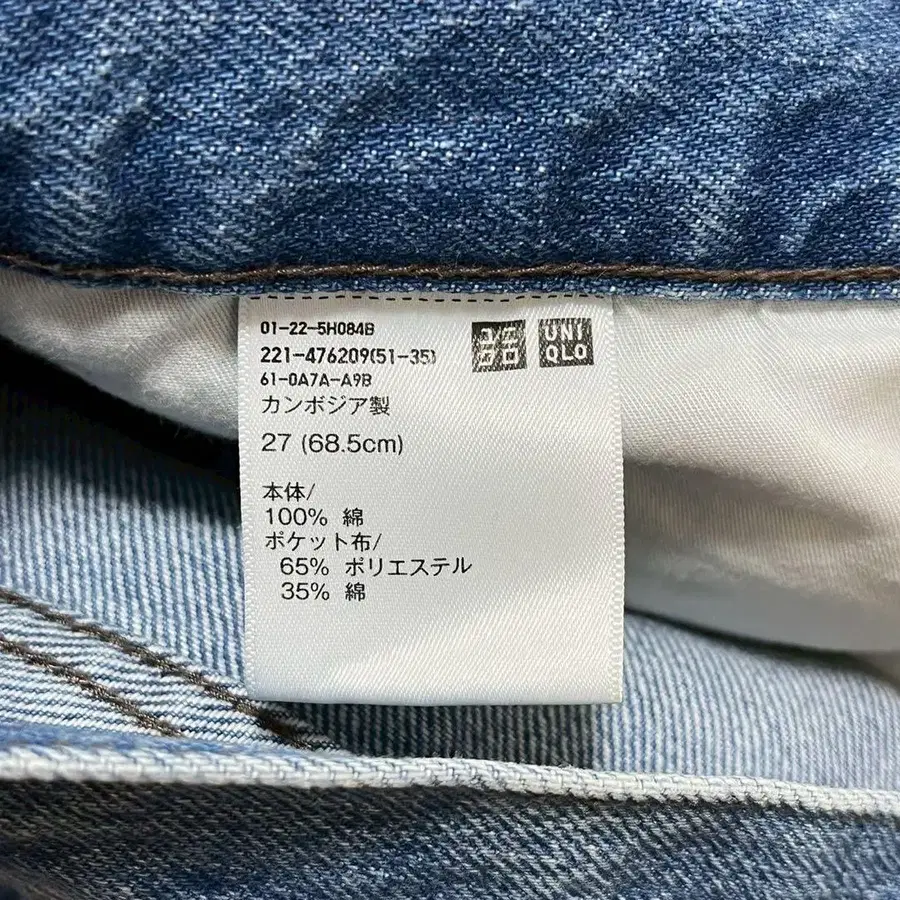 01-22-5H084B
221-476209(51-35)
61-0A7A-A9B
カンボジア製
27 (68.5cm)
本体/
100% 綿
ポケット布/
65% ポリエステル
35% 綿
ユニ
クロ
UNI
QLO